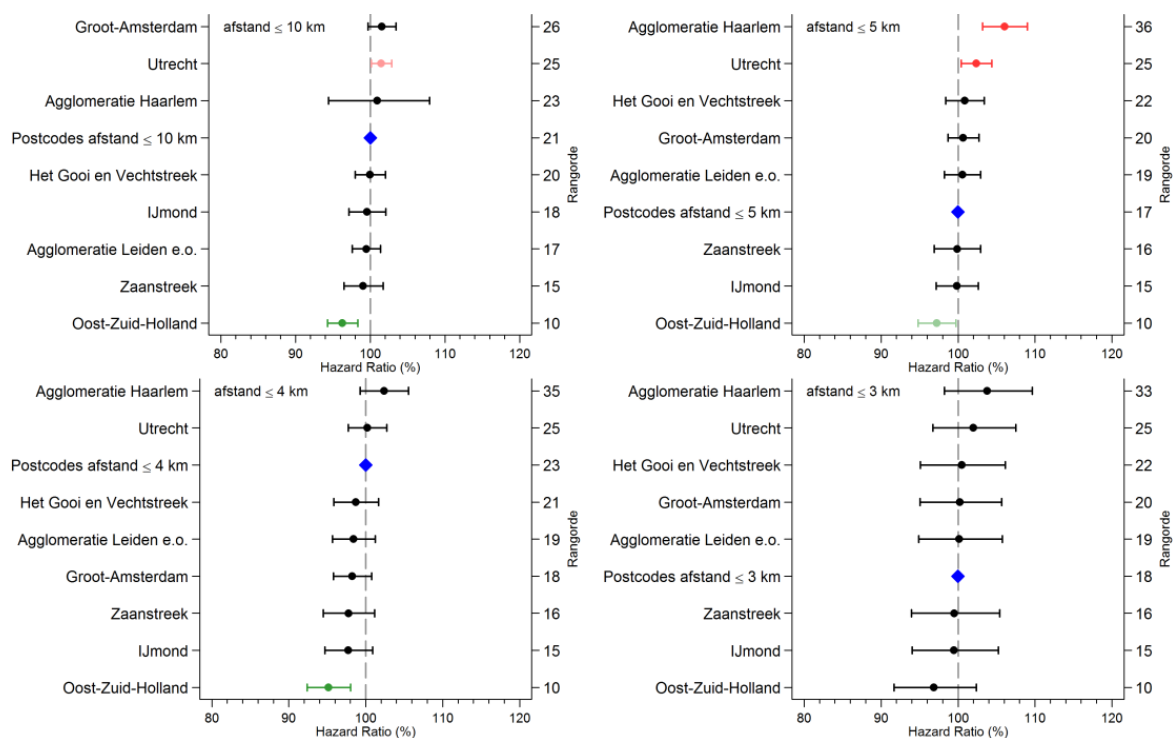 afstand ≤ 10 km
Groot-Amsterdam 26
Utrecht 25
Agglomeratie Haarlem 23
Postcodes afstand ≤ 10 km 21
Het Gooi en Vechtstreek 20
IJmond 18
Agglomeratie Leiden e.o. 17
Zaanstreek 15
Oost-Zuid-Holland 10
Rangorde
80 90 100 110 120
Hazard Ratio (%)
afstand ≤ 5 km
Agglomeratie Haarlem 36
Utrecht 25
Het Gooi en Vechtstreek 22
Groot-Amsterdam 20
Agglomeratie Leiden e.o. 19
Postcodes afstand ≤ 5 km 17
Zaanstreek 16
IJmond 15
Oost-Zuid-Holland 10
Rangorde
80 90 100 110 120
Hazard Ratio (%)
afstand ≤ 4 km
Agglomeratie Haarlem 35
Utrecht 25
Postcodes afstand ≤ 4 km 23
Het Gooi en Vechtstreek 21
Agglomeratie Leiden e.o. 19
Groot-Amsterdam 18
Zaanstreek 16
IJmond 15
Oost-Zuid-Holland 10
Rangorde
80 90 100 110 120
Hazard Ratio (%)
afstand ≤ 3 km
Agglomeratie Haarlem 33
Utrecht 25
Het Gooi en Vechtstreek 22
Groot-Amsterdam 20
Agglomeratie Leiden e.o. 19
Postcodes afstand ≤ 3 km 18
Zaanstreek 16
IJmond 15
Oost-Zuid-Holland 10
Rangorde
80 90 100 110 120
Hazard Ratio (%)